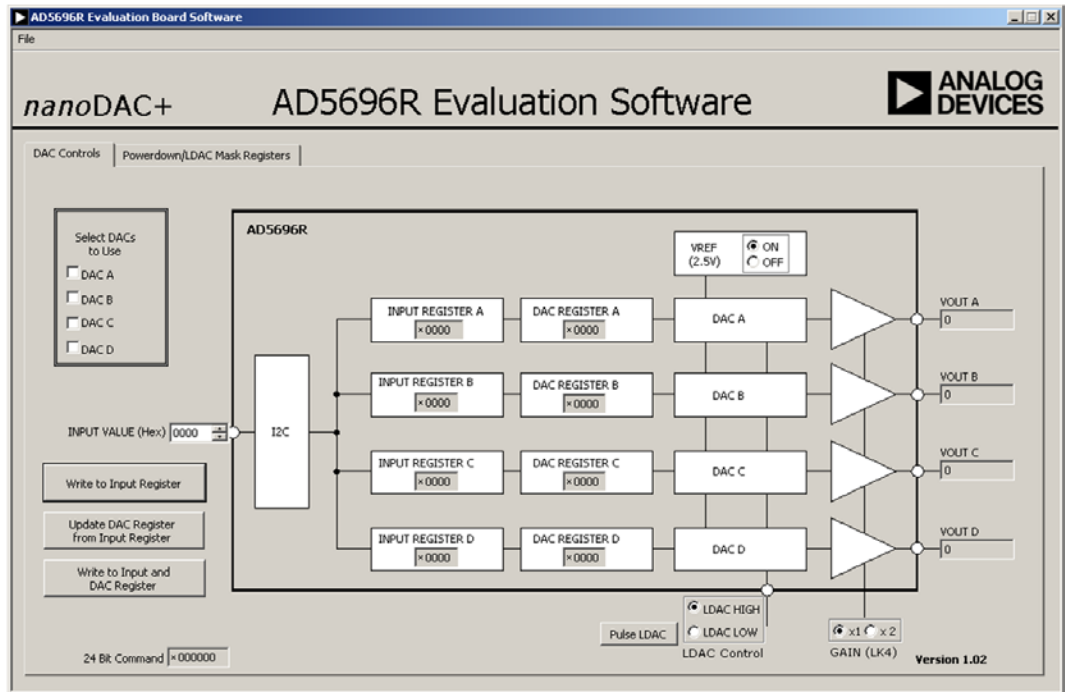 AD5696R Evaluation Board Software
File
nanoDAC+
AD5696R Evaluation Software
ANALOG
DEVICES
DAC Controls
Powerdown/LDAC Mask Registers
Select DACs
to Use
DAC A
DAC B
DAC C
DAC D
INPUT VALUE (Hex) 0000
Write to Input Register
Update DAC Register
from Input Register
Write to Input and
DAC Register
24 Bit Command ×000000
AD5696R
I2C
VREF
(2.5V)
ON
OFF
INPUT REGISTER A
×0000
DAC REGISTER A
×0000
DAC A
VOUT A
0
INPUT REGISTER B
×0000
DAC REGISTER B
×0000
DAC B
VOUT B
0
INPUT REGISTER C
×0000
DAC REGISTER C
×0000
DAC C
VOUT C
0
INPUT REGISTER D
×0000
DAC REGISTER D
×0000
DAC D
VOUT D
0
Pulse LDAC
LDAC HIGH
LDAC LOW
LDAC Control
x1 x 2
GAIN (LK4)
Version 1.02